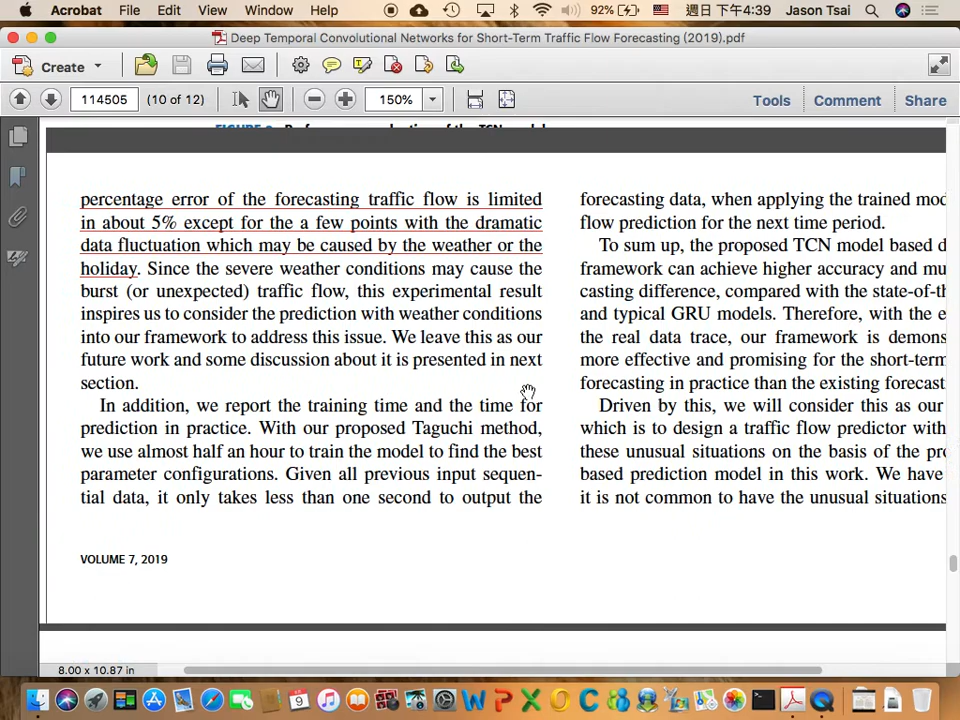 Acrobat File Edit View Window Help 92% 週日 下午4:39 Jason Tsai
Deep Temporal Convolutional Networks for Short-Term Traffic Flow Forecasting (2019).pdf
Create
114505 (10 of 12) 150% Tools Comment Share
percentage error of the forecasting traffic flow is limited
in about 5% except for the a few points with the dramatic
data fluctuation which may be caused by the weather or the
holiday. Since the severe weather conditions may cause the
burst (or unexpected) traffic flow, this experimental result
inspires us to consider the prediction with weather conditions
into our framework to address this issue. We leave this as our
future work and some discussion about it is presented in next
section.
In addition, we report the training time and the time for
prediction in practice. With our proposed Taguchi method,
we use almost half an hour to train the model to find the best
parameter configurations. Given all previous input sequen-
tial data, it only takes less than one second to output the
VOLUME 7, 2019
forecasting data, when applying the trained mod
flow prediction for the next time period.
To sum up, the proposed TCN model based d
framework can achieve higher accuracy and mu
casting difference, compared with the state-of-th
and typical GRU models. Therefore, with the e
the real data trace, our framework is demons
more effective and promising for the short-term
forecasting in practice than the existing forecast
Driven by this, we will consider this as our
which is to design a traffic flow predictor with
these unusual situations on the basis of the pro
based prediction model in this work. We have
it is not common to have the unusual situations
8.00 x 10.87 in